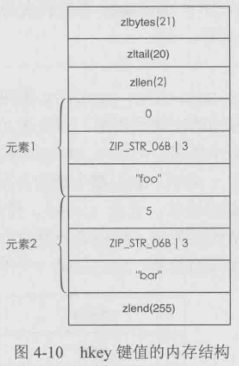 zlbytes(21)
zltail(20)
zllen(2)
0
元素1
ZIP_STR_06B | 3
"foo"
5
元素2
ZIP_STR_06B | 3
"bar"
zlend(255)
图 4-10 hkey 键值的内存结构